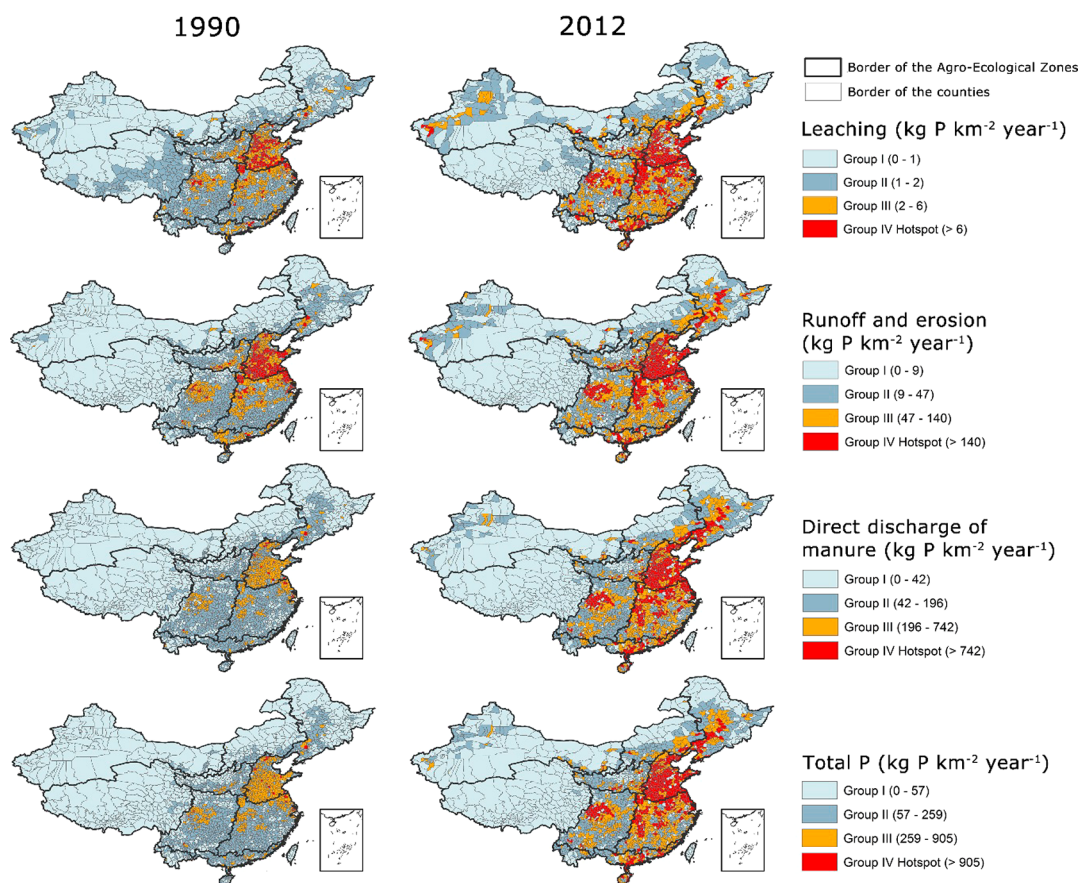 1990
2012
Border of the Agro-Ecological Zones
Border of the counties
Leaching (kg P km⁻² year⁻¹)
Group I (0 - 1)
Group II (1 - 2)
Group III (2 - 6)
Group IV Hotspot (> 6)
Runoff and erosion
(kg P km⁻² year⁻¹)
Group I (0 - 9)
Group II (9 - 47)
Group III (47 - 140)
Group IV Hotspot (> 140)
Direct discharge of
manure (kg P km⁻² year⁻¹)
Group I (0 - 42)
Group II (42 - 196)
Group III (196 - 742)
Group IV Hotspot (> 742)
Total P (kg P km⁻² year⁻¹)
Group I (0 - 57)
Group II (57 - 259)
Group III (259 - 905)
Group IV Hotspot (> 905)